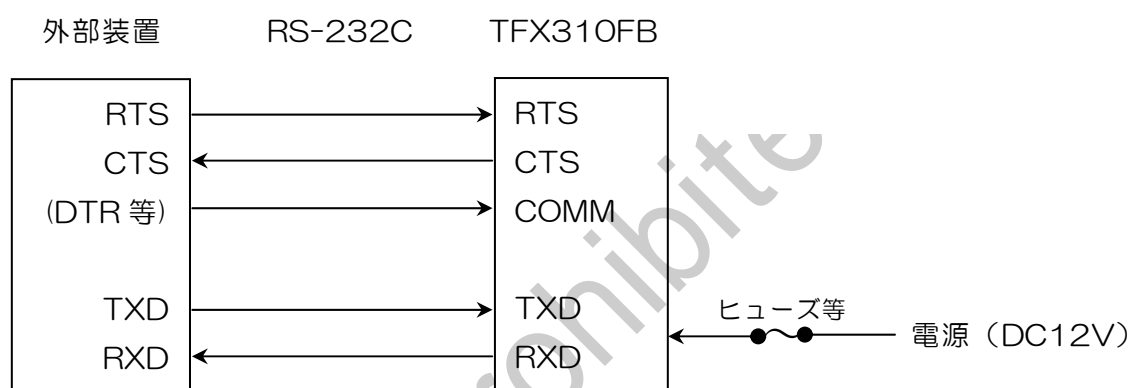 外部装置 RS-232C TFX310FB
RTS RTS
CTS CTS
(DTR 等) COMM
TXD TXD
ヒューズ等
電源（DC12V）
RXD RXD